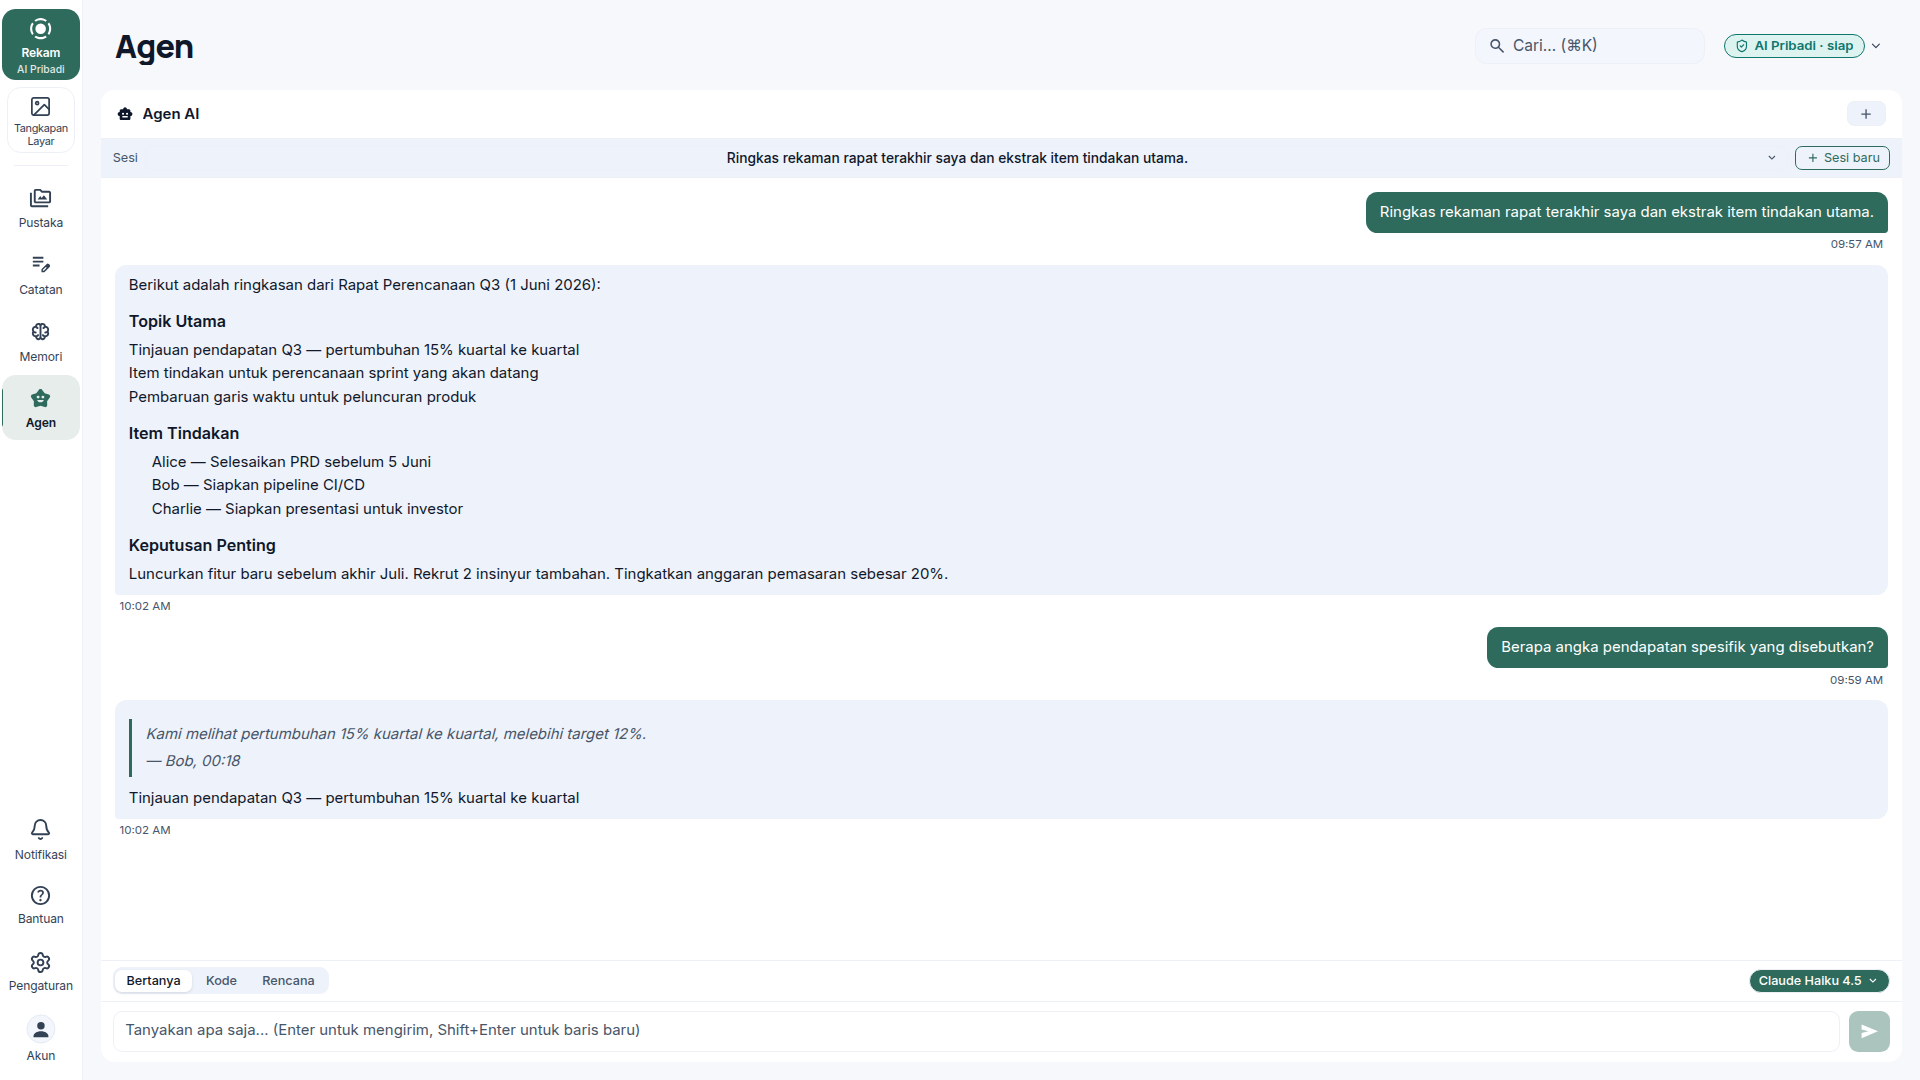 Rekam
AI Pribadi
Tangkapan
Layar
Pustaka
Catatan
Memori
Agen
Notifikasi
Bantuan
Pengaturan
Akun
Agen
Cari... (⌘K)
AI Pribadi · siap
Agen AI
Sesi
Ringkas rekaman rapat terakhir saya dan ekstrak item tindakan utama.
Sesi baru
Ringkas rekaman rapat terakhir saya dan ekstrak item tindakan utama.
09:57 AM
Berikut adalah ringkasan dari Rapat Perencanaan Q3 (1 Juni 2026):
Topik Utama
Tinjauan pendapatan Q3 — pertumbuhan 15% kuartal ke kuartal
Item tindakan untuk perencanaan sprint yang akan datang
Pembaruan garis waktu untuk peluncuran produk
Item Tindakan
Alice — Selesaikan PRD sebelum 5 Juni
Bob — Siapkan pipeline CI/CD
Charlie — Siapkan presentasi untuk investor
Keputusan Penting
Luncurkan fitur baru sebelum akhir Juli. Rekrut 2 insinyur tambahan. Tingkatkan anggaran pemasaran sebesar 20%.
10:02 AM
Berapa angka pendapatan spesifik yang disebutkan?
09:59 AM
Kami melihat pertumbuhan 15% kuartal ke kuartal, melebihi target 12%.
— Bob, 00:18
Tinjauan pendapatan Q3 — pertumbuhan 15% kuartal ke kuartal
10:02 AM
Bertanya
Kode
Rencana
Claude Haiku 4.5
Tanyakan apa saja... (Enter untuk mengirim, Shift+Enter untuk baris baru)